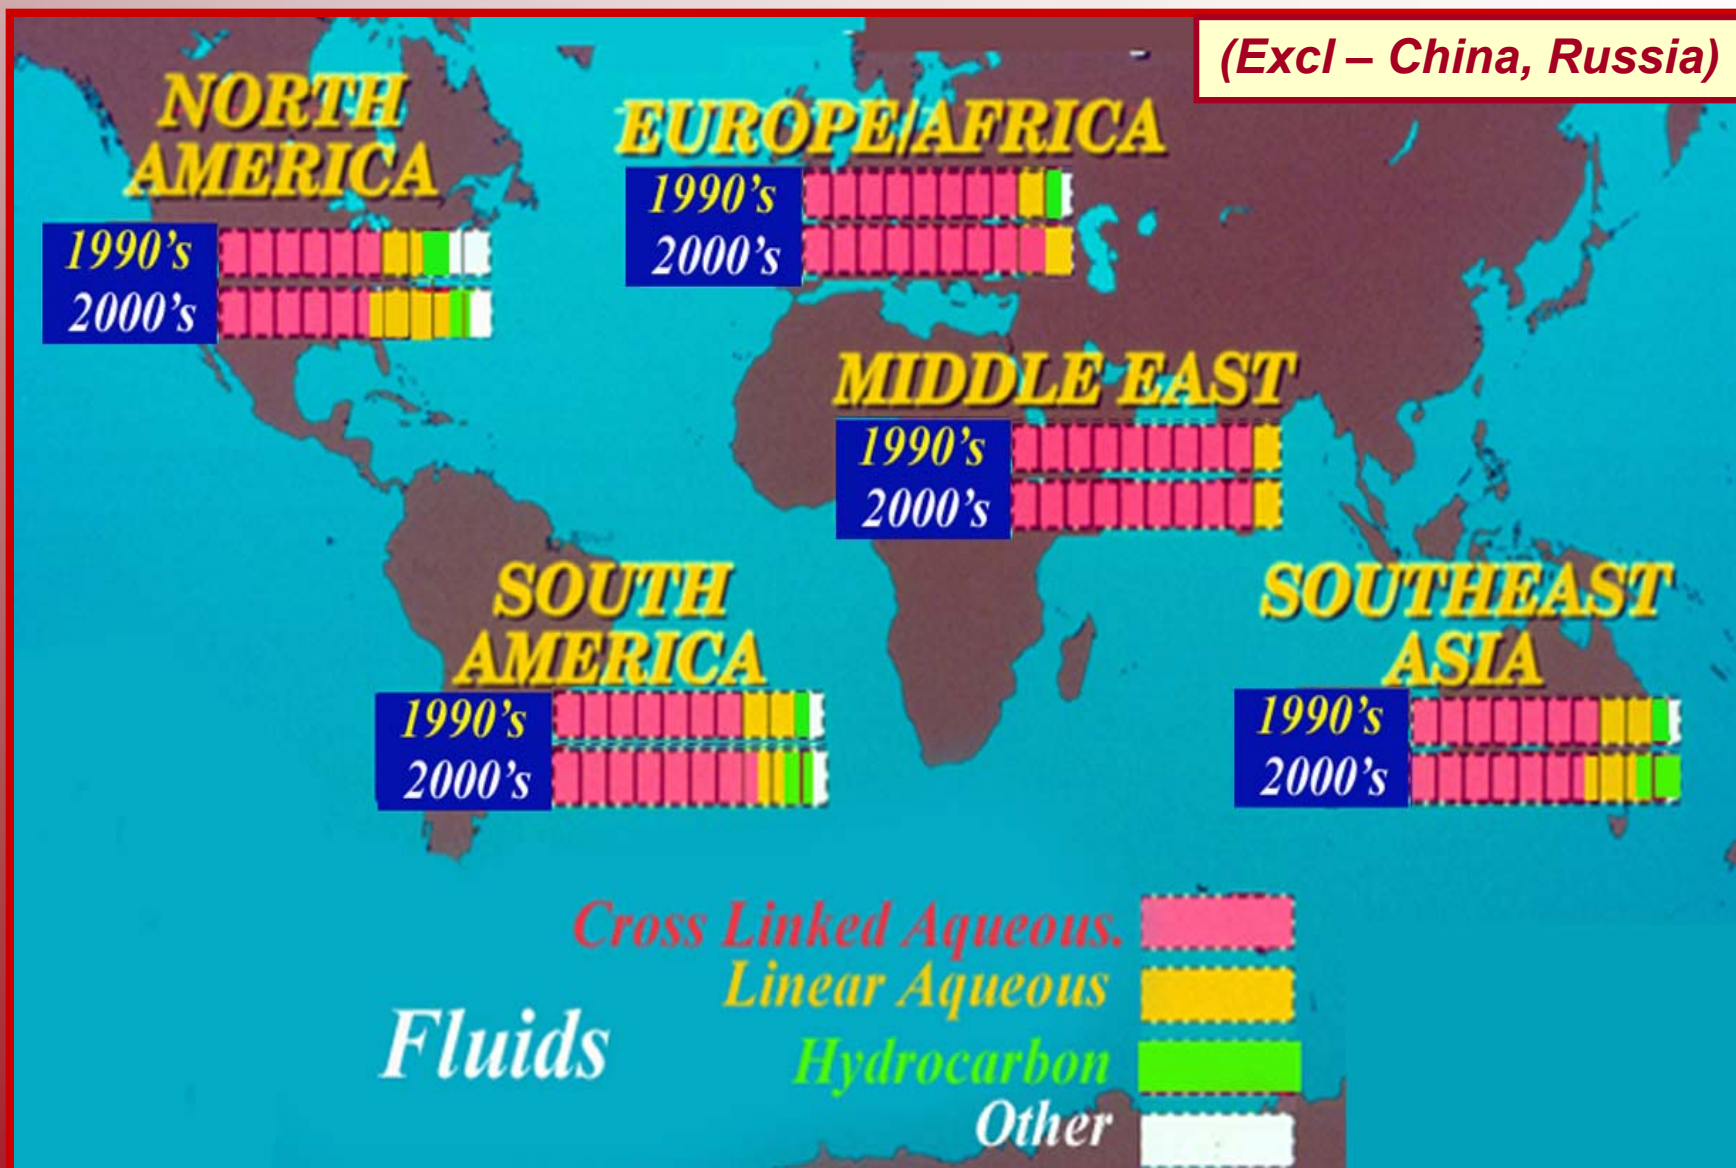 (Excl – China, Russia)
NORTH
AMERICA
1990's
2000's
EUROPE/AFRICA
1990's
2000's
MIDDLE EAST
1990's
2000's
SOUTH
AMERICA
1990's
2000's
SOUTHEAST
ASIA
1990's
2000's
Fluids
Cross Linked Aqueous.
Linear Aqueous
Hydrocarbon
Other